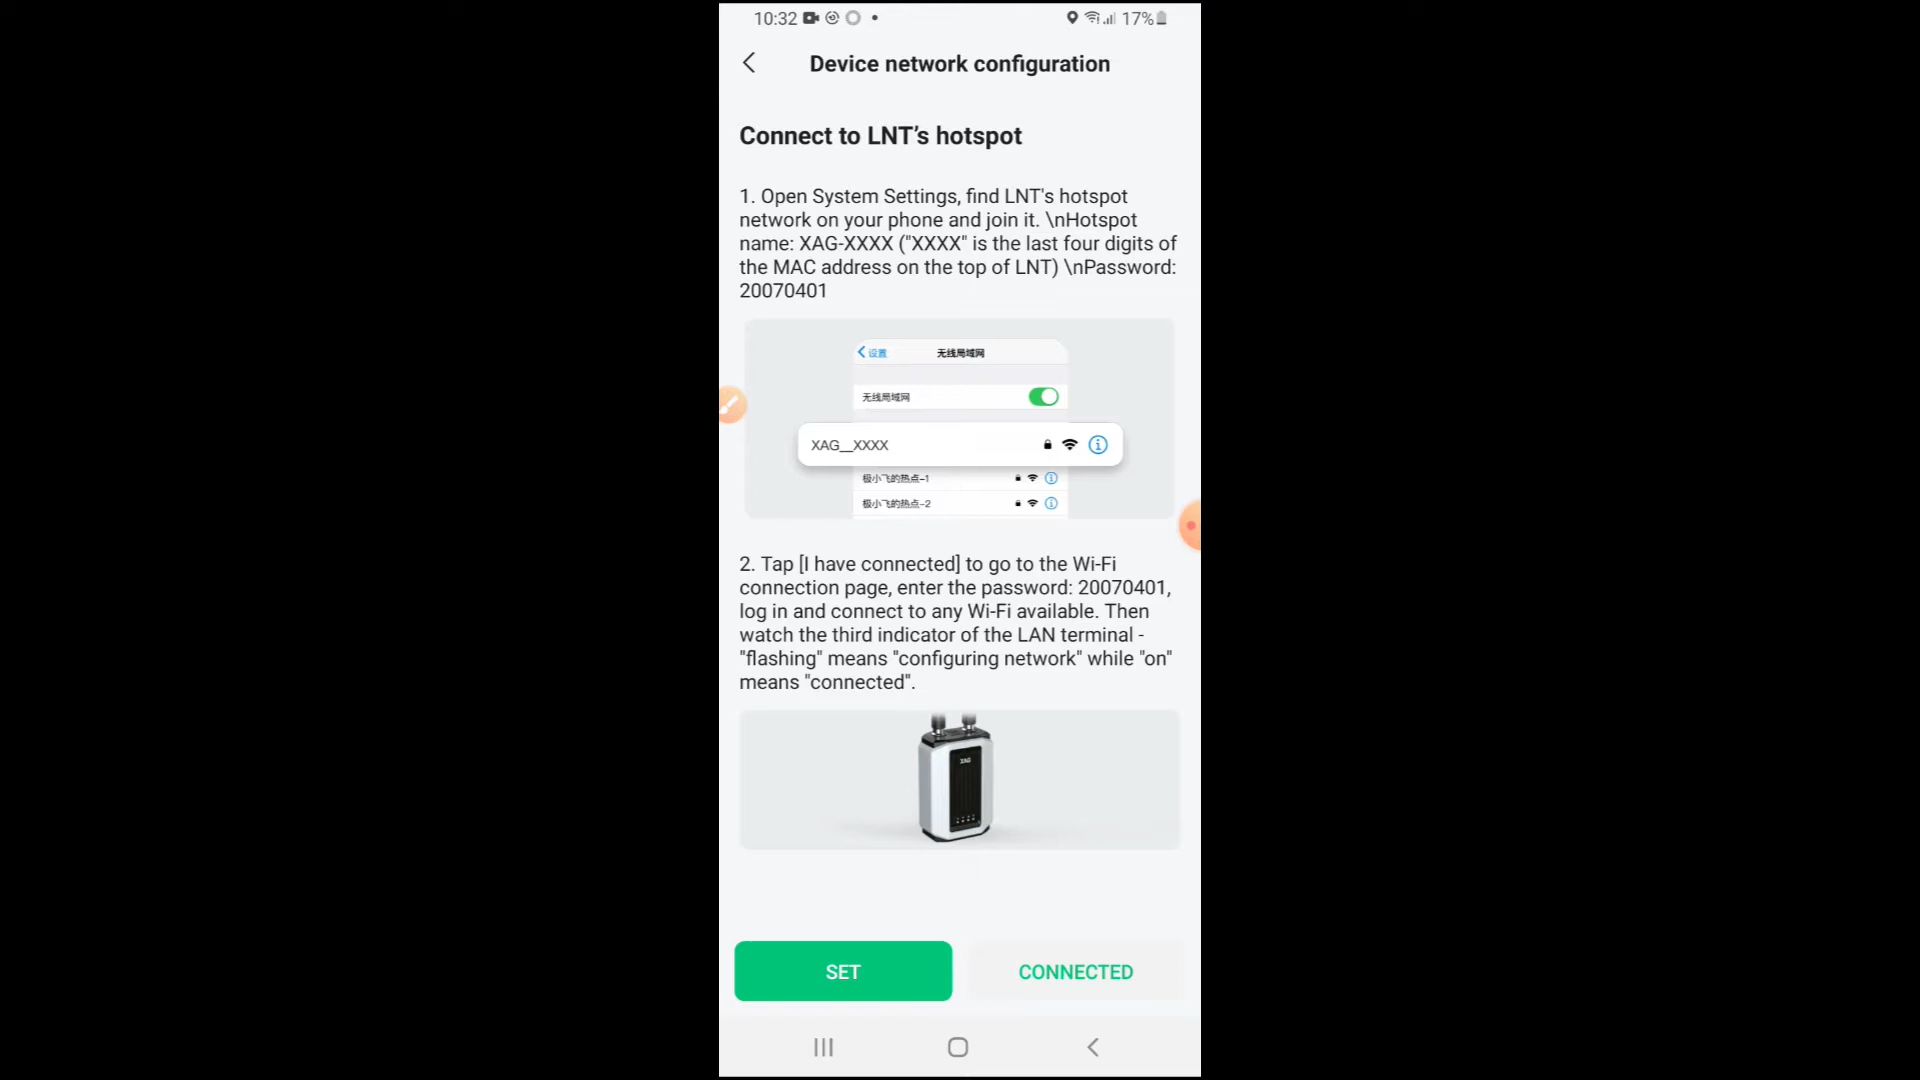 10:32
17%
Device network configuration
Connect to LNT’s hotspot
1. Open System Settings, find LNT's hotspot
network on your phone and join it. \nHotspot
name: XAG-XXXX ("XXXX" is the last four digits of
the MAC address on the top of LNT) \nPassword:
20070401
设置 无线局域网
无线局域网
XAG__XXXX
极小飞的热点-1
极小飞的热点-2
2. Tap [I have connected] to go to the Wi-Fi
connection page, enter the password: 20070401,
log in and connect to any Wi-Fi available. Then
watch the third indicator of the LAN terminal -
"flashing" means "configuring network" while "on"
means "connected".
XAG
SET
CONNECTED